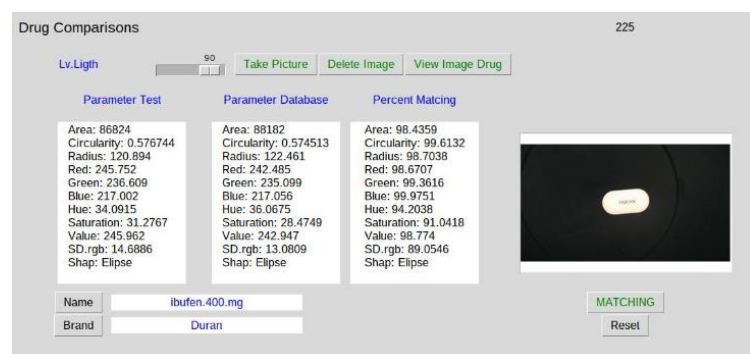 Drug Comparisons
225
Lv.Ligth
90
Take Picture
Delete Image
View Image Drug
Parameter Test
Parameter Database
Percent Matcing
Area: 86824
Circularity: 0.576744
Radius: 120.894
Red: 245.752
Green: 236.609
Blue: 217.002
Hue: 34.0915
Saturation: 31.2767
Value: 245.962
SD.rgb: 14.6886
Shap: Elipse
Area: 88182
Circularity: 0.574513
Radius: 122.461
Red: 242.485
Green: 235.099
Blue: 217.056
Hue: 36.0675
Saturation: 28.4749
Value: 242.947
SD.rgb: 13.0809
Shap: Elipse
Area: 98.4359
Circularity: 99.6132
Radius: 98.7038
Red: 98.6707
Green: 99.3616
Blue: 99.9751
Hue: 94.2038
Saturation: 91.0418
Value: 98.774
SD.rgb: 89.0546
Shap: Elipse
Name
ibufen.400.mg
Brand
Duran
MATCHING
Reset